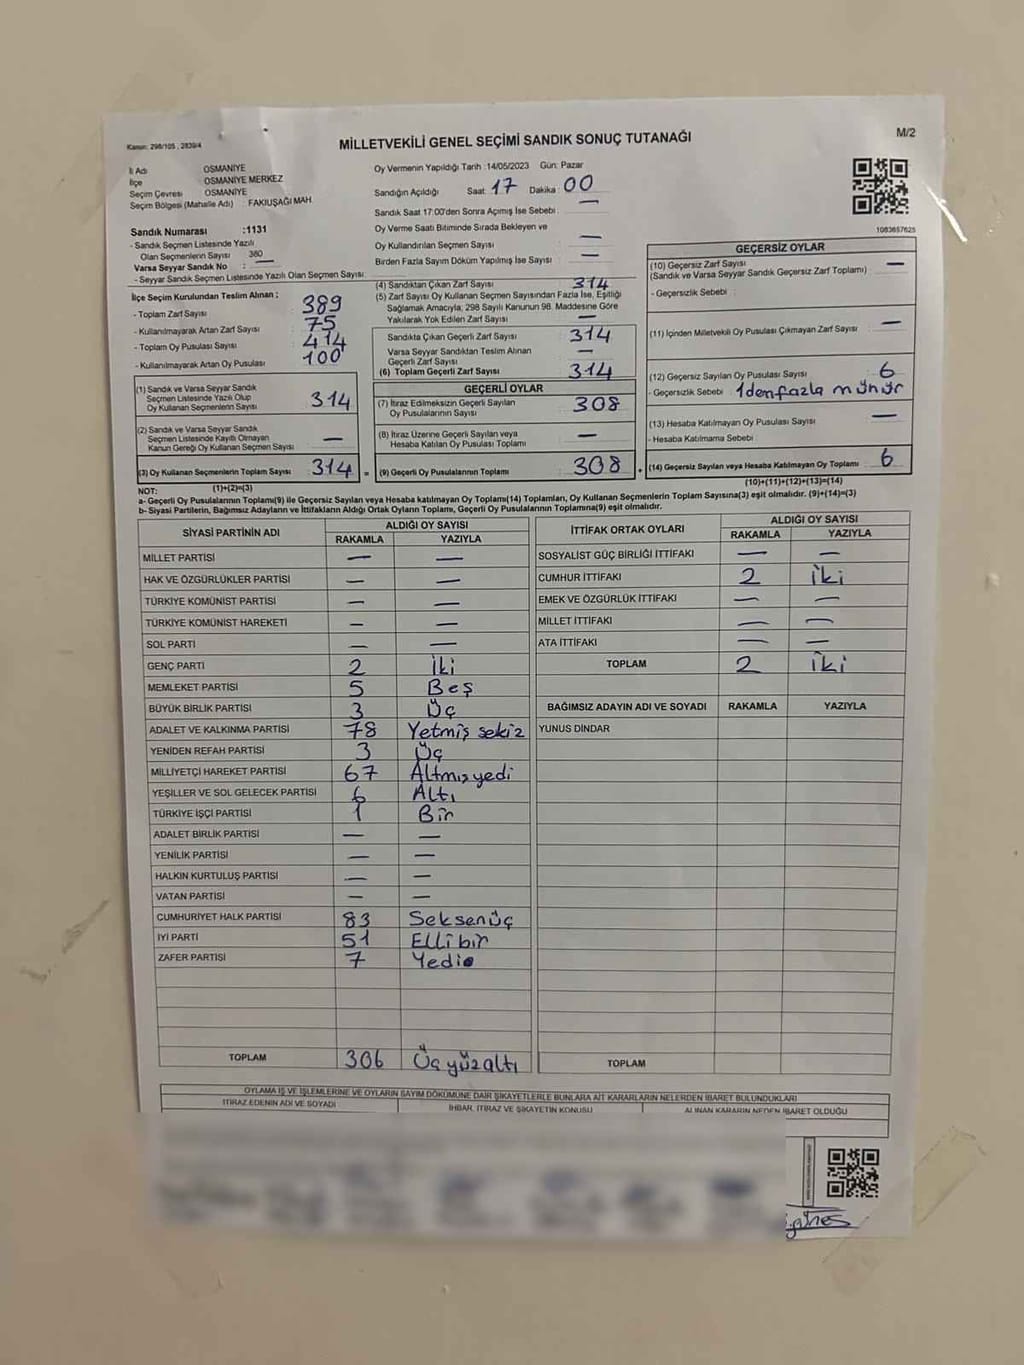 Kanun: 298/105 , 2839/4
MİLLETVEKİLİ GENEL SEÇİMİ SANDIK SONUÇ TUTANAĞI
M/2
İl Adı OSMANİYE
İlçe OSMANİYE MERKEZ
Seçim Çevresi OSMANİYE
Seçim Bölgesi (Mahalle Adı) : FAKIUŞAĞI MAH.
Sandık Numarası :1131
- Sandık Seçmen Listesinde Yazılı
Olan Seçmenlerin Sayısı 380
Varsa Seyyar Sandık No —
- Seyyar Sandık Seçmen Listesinde Yazılı Olan Seçmen Sayısı
İlçe Seçim Kurulundan Teslim Alınan ;
- Toplam Zarf Sayısı : 389
- Kullanılmayarak Artan Zarf Sayısı : 75
- Toplam Oy Pusulası Sayısı : 414
- Kullanılmayarak Artan Oy Pusulası 100
(1) Sandık ve Varsa Seyyar Sandık
Seçmen Listesinde Yazılı Olup
Oy Kullanan Seçmenlerin Sayısı 314
(2) Sandık ve Varsa Seyyar Sandık
Seçmen Listesinde Kayıtlı Olmayan
Kanun Gereği Oy Kullanan Seçmen Sayısı —
(3) Oy Kullanan Seçmenlerin Toplam Sayısı 314 =
(1)+(2)=(3)
Oy Vermenin Yapıldığı Tarih :14/05/2023 Gün: Pazar
Sandığın Açıldığı Saat: 17 Dakika: 00
Sandık Saat 17:00'den Sonra Açımış İse Sebebi : —
Oy Verme Saati Bitiminde Sırada Bekleyen ve
Oy Kullandırılan Seçmen Sayısı —
Birden Fazla Sayım Döküm Yapılmış İse Sayısı —
(4) Sandıktan Çıkan Zarf Sayısı 314
(5) Zarf Sayısı Oy Kullanan Seçmen Sayısından Fazla İse, Eşitliği
Sağlamak Amacıyla; 298 Sayılı Kanunun 98. Maddesine Göre
Yakılarak Yok Edilen Zarf Sayısı —
Sandıkta Çıkan Geçerli Zarf Sayısı 314
Varsa Seyyar Sandıktan Teslim Alınan
Geçerli Zarf Sayısı —
(6) Toplam Geçerli Zarf Sayısı 314
GEÇERLİ OYLAR
(7) İtiraz Edilmeksizin Geçerli Sayılan
Oy Pusulalarının Sayısı 308
(8) İtiraz Üzerine Geçerli Sayılan veya
Hesaba Katılan Oy Pusulası Toplamı —
(9) Geçerli Oy Pusulalarının Toplamı 308
1083657625
GEÇERSİZ OYLAR
(10) Geçersiz Zarf Sayısı —
(Sandık ve Varsa Seyyar Sandık Geçersiz Zarf Toplamı)
- Geçersizlik Sebebi :
(11) İçinden Milletvekili Oy Pusulası Çıkmayan Zarf Sayısı —
(12) Geçersiz Sayılan Oy Pusulası Sayısı 6
- Geçersizlik Sebebi 1den fazla mühür
(13) Hesaba Katılmayan Oy Pusulası Sayısı —
- Hesaba Katılmama Sebebi
(14) Geçersiz Sayılan veya Hesaba Katılmayan Oy Toplamı 6
(10)+(11)+(12)+(13)=(14)
NOT:
a- Geçerli Oy Pusulalarının Toplamı(9) ile Geçersiz Sayılan veya Hesaba katılmayan Oy Toplamı(14) Toplamları, Oy Kullanan Seçmenlerin Toplam Sayısına(3) eşit olmalıdır. (9)+(14)=(3)
b- Siyasi Partilerin, Bağımsız Adayların ve İttifakların Aldığı Ortak Oyların Toplamı, Geçerli Oy Pusulalarının Toplamına(9) eşit olmalıdır.
SİYASİ PARTİNİN ADI ALDIĞI OY SAYISI
RAKAMLA YAZIYLA
MİLLET PARTİSİ — —
HAK VE ÖZGÜRLÜKLER PARTİSİ — —
TÜRKİYE KOMÜNİST PARTİSİ — —
TÜRKİYE KOMÜNİST HAREKETİ — —
SOL PARTİ — —
GENÇ PARTİ 2 İki
MEMLEKET PARTİSİ 5 Beş
BÜYÜK BİRLİK PARTİSİ 3 Üç
ADALET VE KALKINMA PARTİSİ 78 Yetmiş sekiz
YENİDEN REFAH PARTİSİ 3 Üç
MİLLİYETÇİ HAREKET PARTİSİ 67 Altmışyedi
YEŞİLLER VE SOL GELECEK PARTİSİ 6 Altı
TÜRKİYE İŞÇİ PARTİSİ 1 Bir
ADALET BİRLİK PARTİSİ — —
YENİLİK PARTİSİ — —
HALKIN KURTULUŞ PARTİSİ — —
VATAN PARTİSİ — —
CUMHURİYET HALK PARTİSİ 83 Seksenüç
İYİ PARTİ 51 Elli bir
ZAFER PARTİSİ 7 Yedi
TOPLAM 306 Üç yüz altı
İTTİFAK ORTAK OYLARI ALDIĞI OY SAYISI
RAKAMLA YAZIYLA
SOSYALİST GÜÇ BİRLİĞİ İTTİFAKI — —
CUMHUR İTTİFAKI 2 İki
EMEK VE ÖZGÜRLÜK İTTİFAKI — —
MİLLET İTTİFAKI — —
ATA İTTİFAKI — —
TOPLAM 2 İki
BAĞIMSIZ ADAYIN ADI VE SOYADI RAKAMLA YAZIYLA
YUNUS DİNDAR
TOPLAM
OYLAMA İŞ VE İŞLEMLERİNE VE OYLARIN SAYIM DÖKÜMÜNE DAİR ŞİKAYETLERLE BUNLARA AİT KARARLARIN NELERDEN İBARET BULUNDUKLARI
İTİRAZ EDENİN ADI VE SOYADI İHBAR, İTİRAZ VE ŞİKAYETİN KONUSU ALINAN KARARIN NEDEN İBARET OLDUĞU